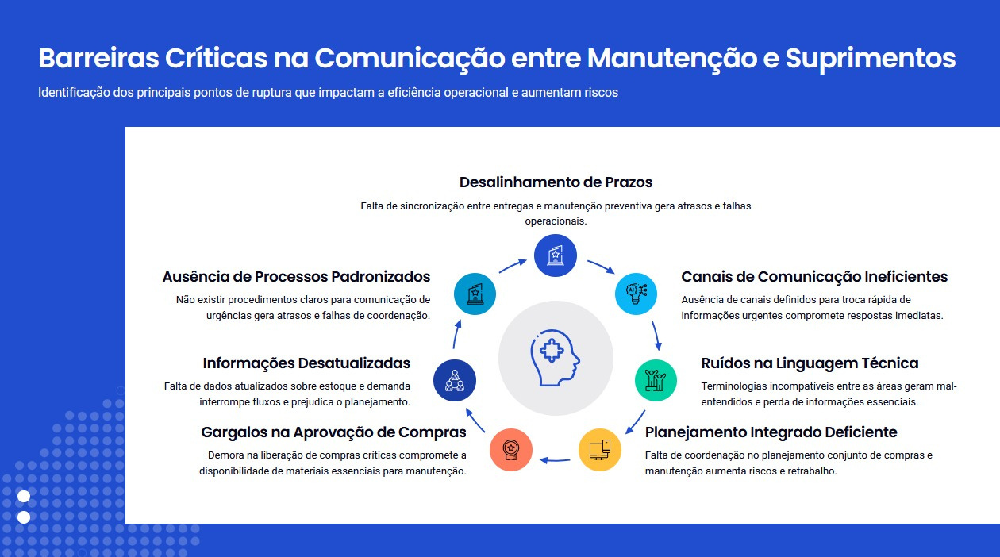 Barreiras Críticas na Comunicação entre Manutenção e Suprimentos
Identificação dos principais pontos de ruptura que impactam a eficiência operacional e aumentam riscos
Desalinhamento de Prazos
Falta de sincronização entre entregas e manutenção preventiva gera atrasos e falhas
operacionais.
Canais de Comunicação Ineficientes
Ausência de canais definidos para troca rápida de
informações urgentes compromete respostas imediatas.
Ruídos na Linguagem Técnica
Terminologias incompatíveis entre as áreas geram mal-
entendidos e perda de informações essenciais.
Planejamento Integrado Deficiente
Falta de coordenação no planejamento conjunto de compras e
manutenção aumenta riscos e retrabalho.
Gargalos na Aprovação de Compras
Demora na liberação de compras críticas compromete a
disponibilidade de materiais essenciais para manutenção.
Informações Desatualizadas
Falta de dados atualizados sobre estoque e demanda
interrompe fluxos e prejudica o planejamento.
Ausência de Processos Padronizados
Não existir procedimentos claros para comunicação de
urgências gera atrasos e falhas de coordenação.
AI